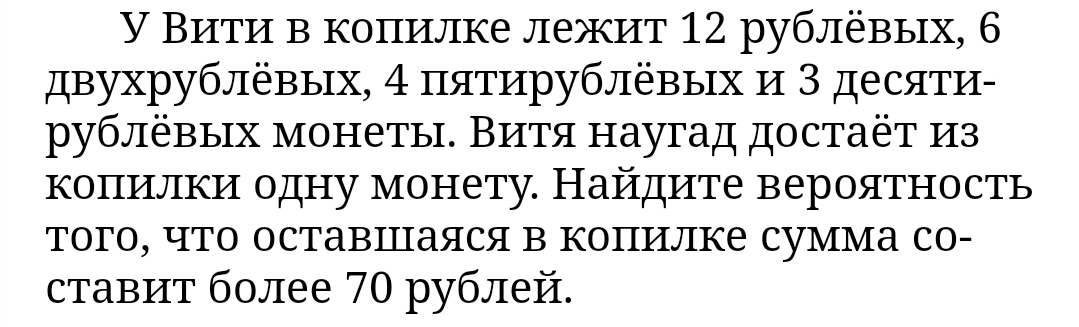 У Вити в копилке лежит 12 рублёвых, 6
двухрублёвых, 4 пятирублёвых и 3 десяти-
рублёвых монеты. Витя наугад достаёт из
копилки одну монету. Найдите вероятность
того, что оставшаяся в копилке сумма со-
ставит более 70 рублей.